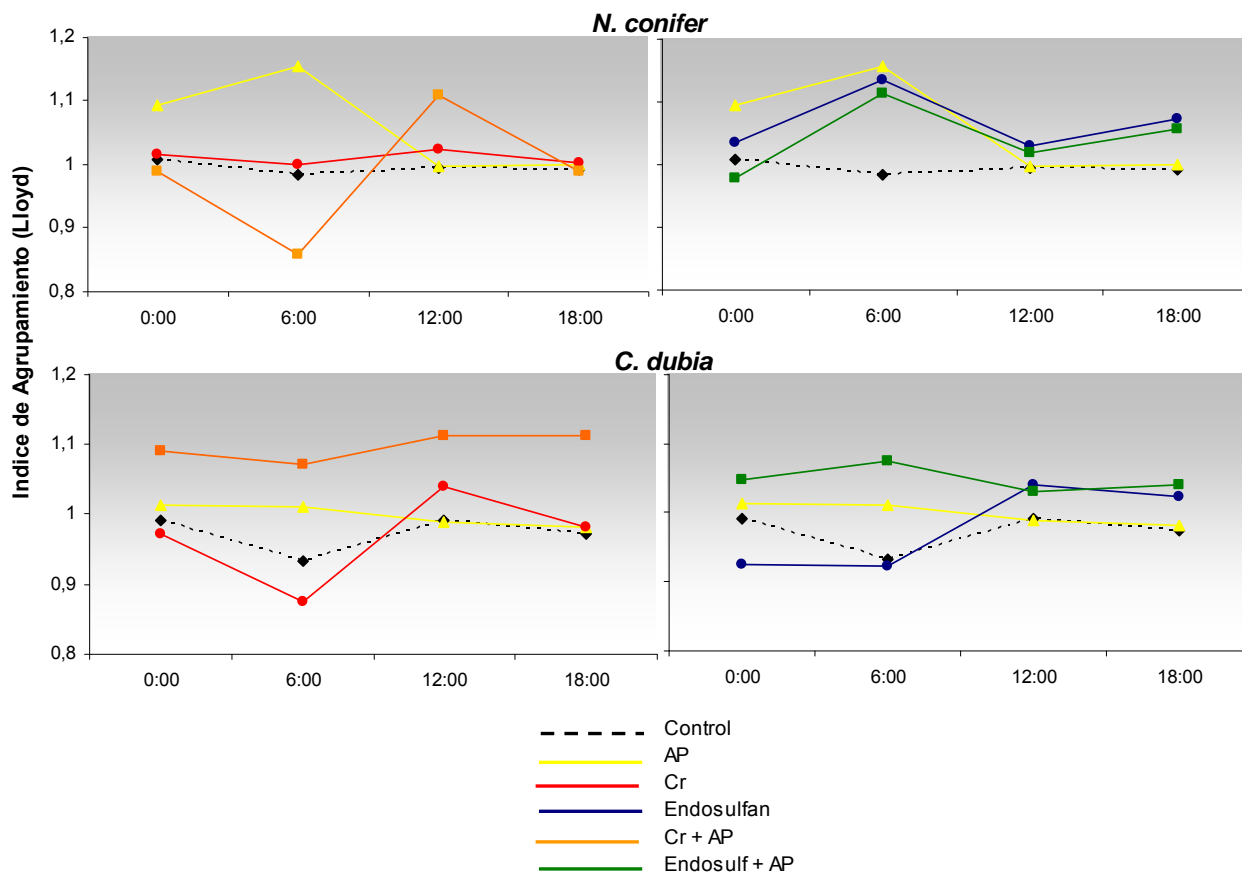 N. conifer
Indice de Agrupamiento (Lloyd)
1,2
1,1
1
0,9
0,8
0:00 6:00 12:00 18:00
0:00 6:00 12:00 18:00
C. dubia
1,2
1,1
1
0,9
0,8
0:00 6:00 12:00 18:00
0:00 6:00 12:00 18:00
Control
AP
Cr
Endosulfan
Cr + AP
Endosulf + AP